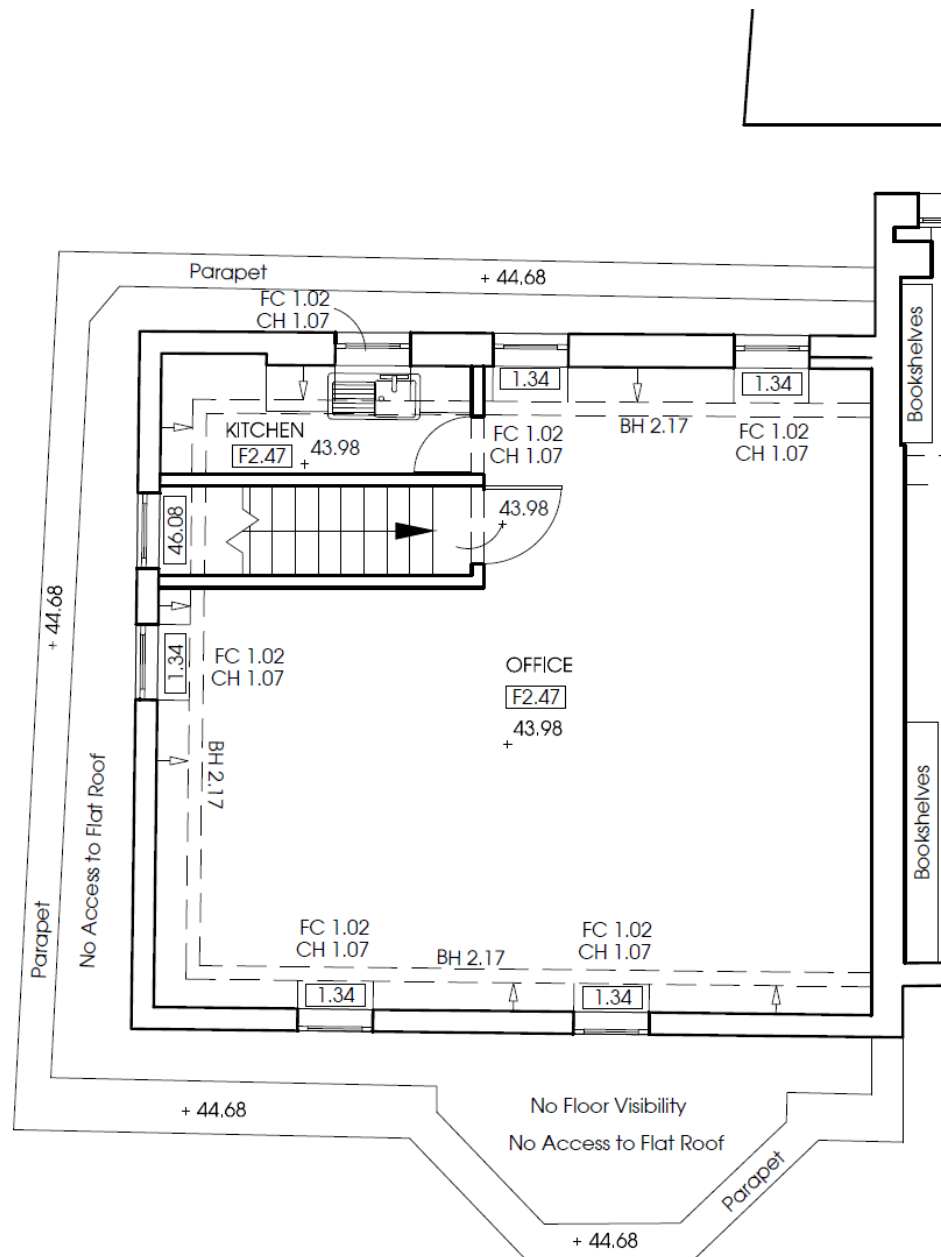 Parapet
+ 44.68
FC 1.02
CH 1.07
Bookshelves
1.34
1.34
BH 2.17
KITCHEN
F2.47
+ 43.98
FC 1.02
CH 1.07
FC 1.02
CH 1.07
46.08
43.98
+
+ 44.68
1.34
FC 1.02
CH 1.07
OFFICE
F2.47
43.98
+
BH 2.17
No Access to Flat Roof
Parapet
Bookshelves
FC 1.02
CH 1.07
BH 2.17
FC 1.02
CH 1.07
1.34
1.34
+ 44.68
No Floor Visibility
No Access to Flat Roof
Parapet
+ 44.68